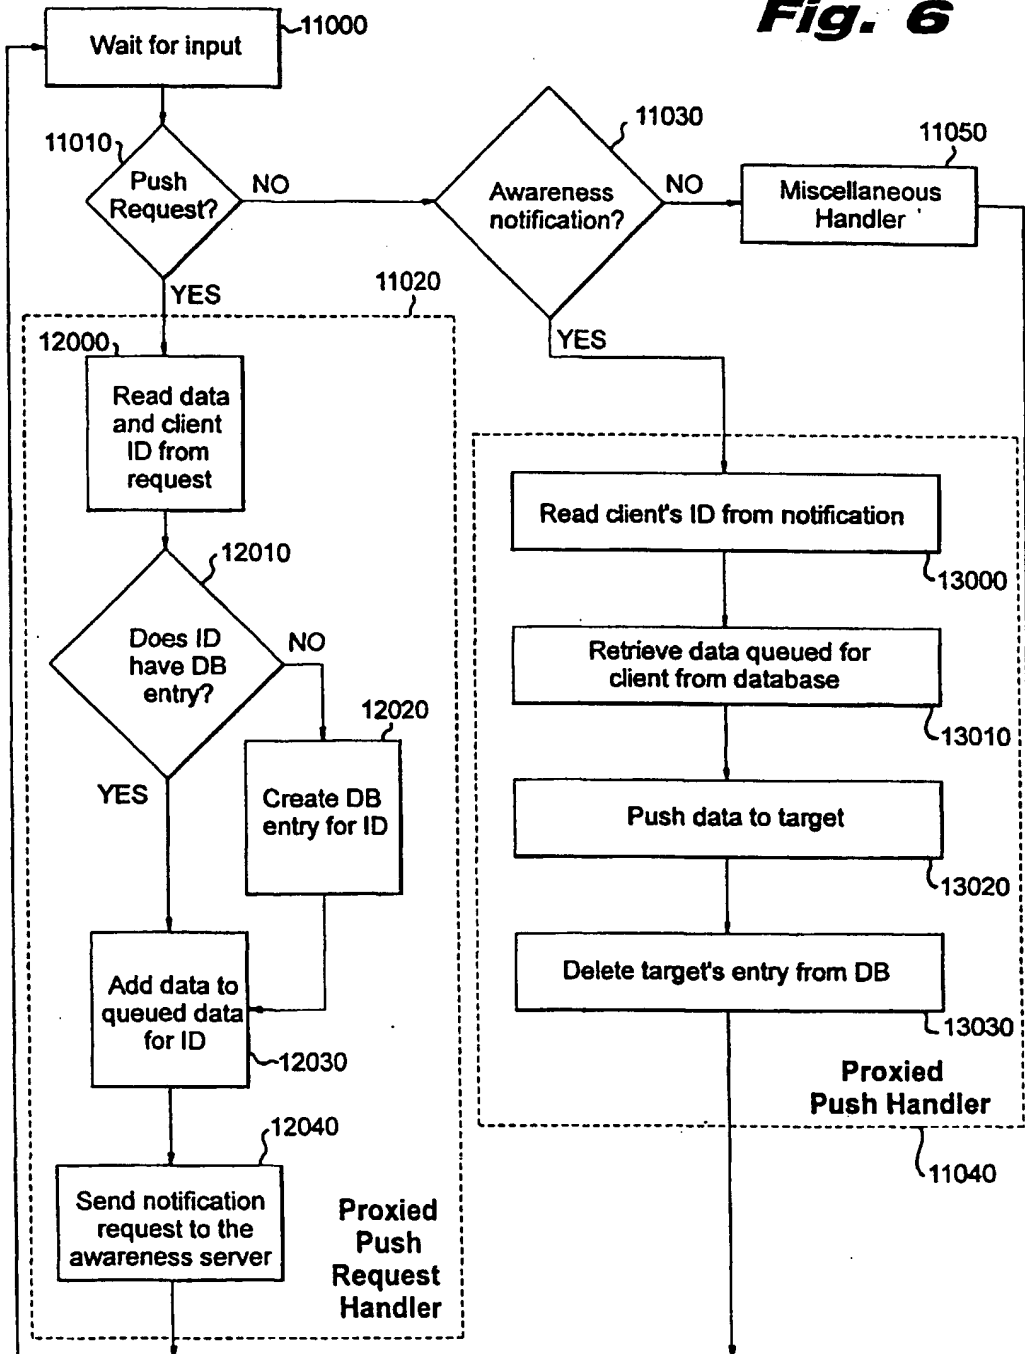 Fig. 6
11000
Wait for input
11010
Push
Request?
NO
YES
11030
Awareness
notification?
NO
YES
11050
Miscellaneous
Handler
11020
12000
Read data
and client
ID from
request
12010
Does ID
have DB
entry?
NO
YES
12020
Create DB
entry for ID
Add data to
queued data
for ID
12030
12040
Send notification
request to the
awareness server
Proxied
Push
Request
Handler
Read client's ID from notification
13000
Retrieve data queued for
client from database
13010
Push data to target
13020
Delete target's entry from DB
13030
Proxied
Push Handler
11040